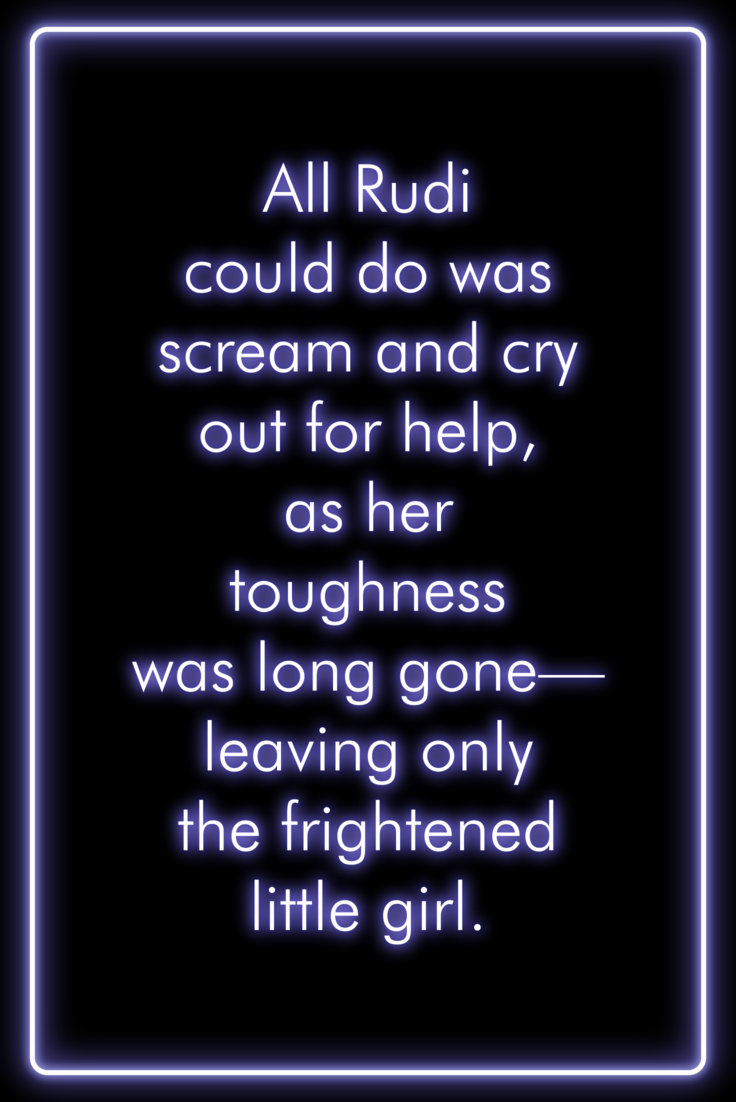 All Rudi
could do was
scream and cry
out for help,
as her
toughness
was long gone—
leaving only
the frightened
little girl.